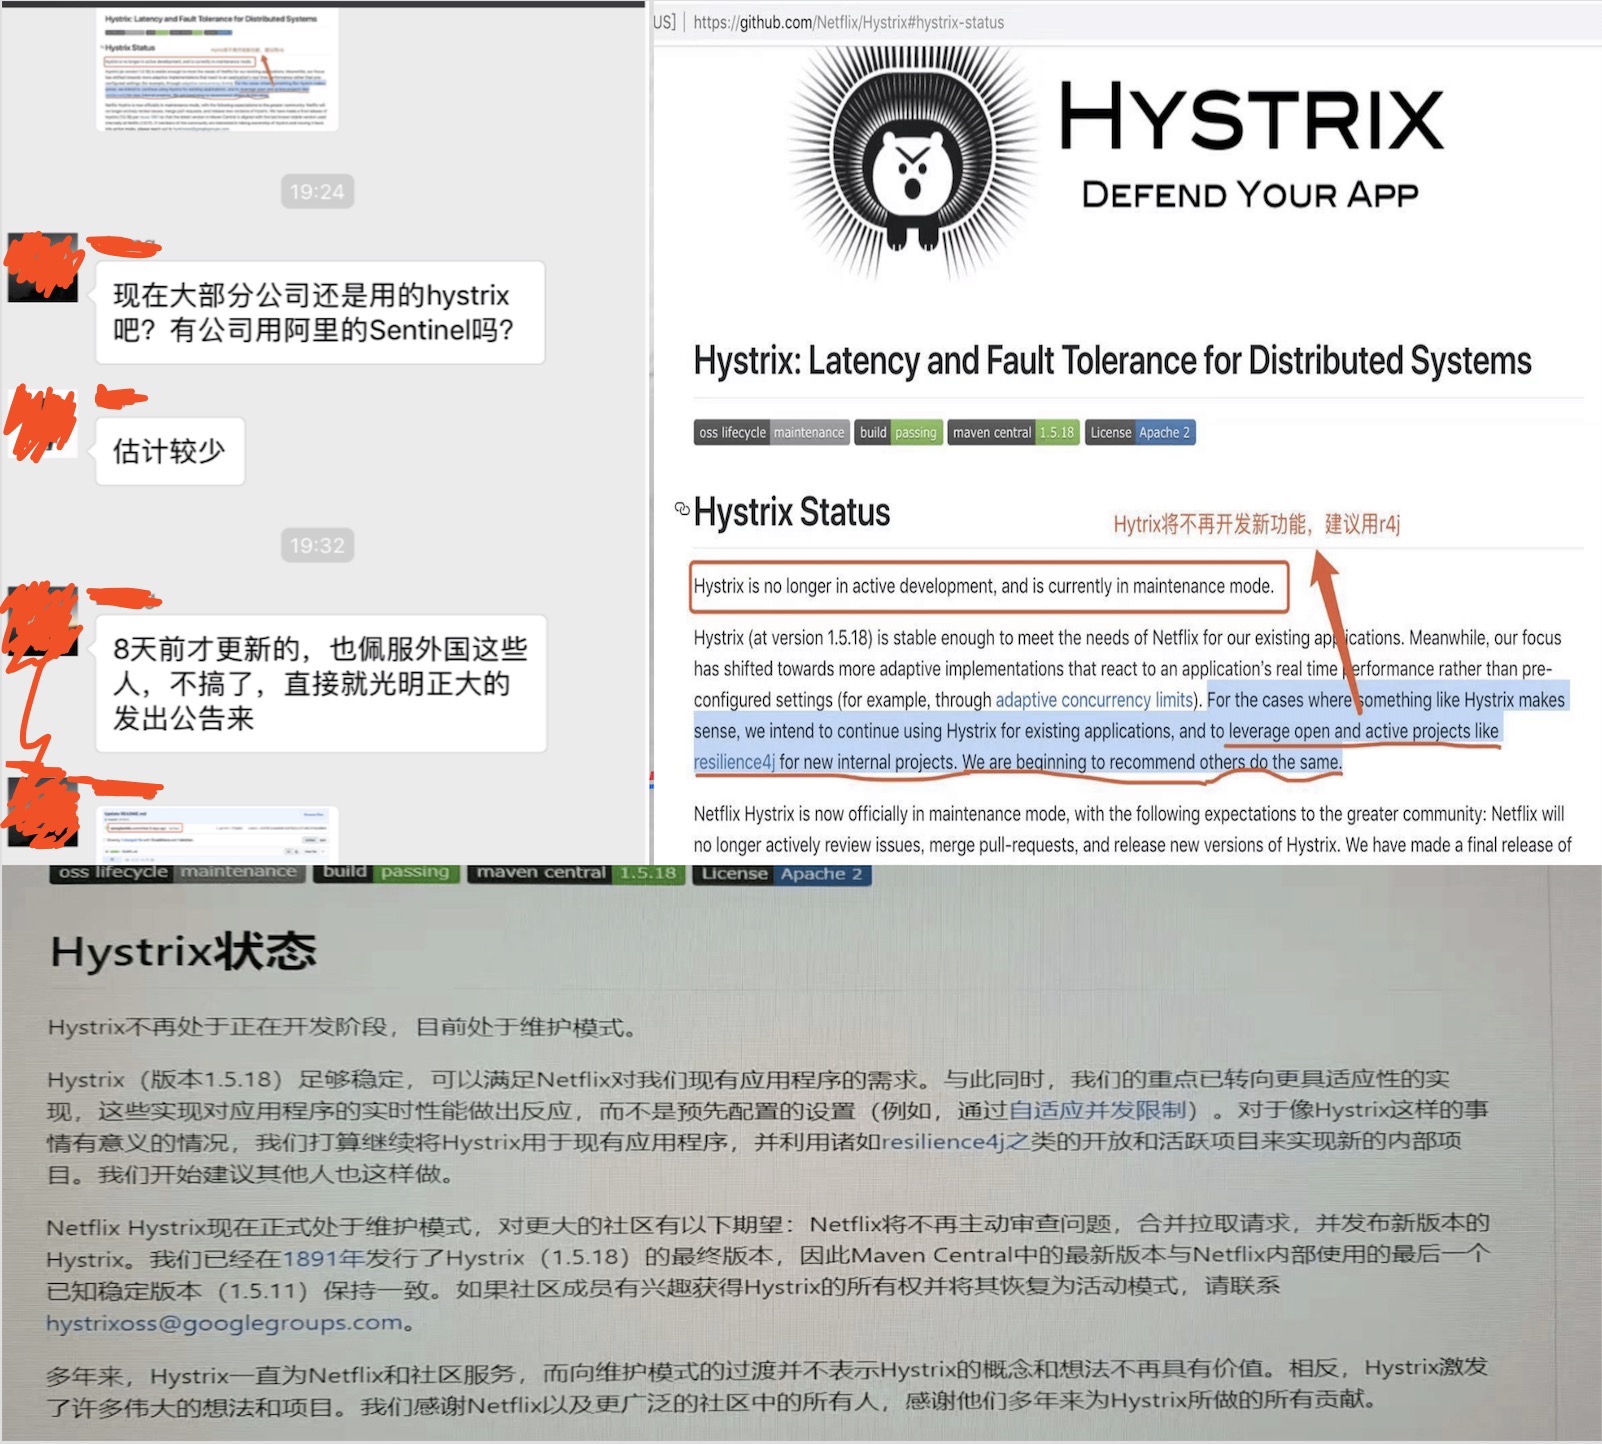 Hystrix: Latency and Fault Tolerance for Distributed Systems
Hystrix Status
19:24
现在大部分公司还是用的hystrix
吧？有公司用阿里的Sentinel吗？
估计较少
19:32
8天前才更新的，也佩服外国这些
人，不搞了，直接就光明正大的
发出公告来
US] | https://github.com/Netflix/Hystrix#hystrix-status
HYSTRIX
DEFEND YOUR APP
Hystrix: Latency and Fault Tolerance for Distributed Systems
oss lifecycle maintenance build passing maven central 1.5.18 License Apache 2
Hystrix Status
Hytrix将不再开发新功能，建议用r4j
Hystrix is no longer in active development, and is currently in maintenance mode.
Hystrix (at version 1.5.18) is stable enough to meet the needs of Netflix for our existing applications. Meanwhile, our focus
has shifted towards more adaptive implementations that react to an application's real time performance rather than pre-
configured settings (for example, through adaptive concurrency limits). For the cases where something like Hystrix makes
sense, we intend to continue using Hystrix for existing applications, and to leverage open and active projects like
resilience4j for new internal projects. We are beginning to recommend others do the same.
Netflix Hystrix is now officially in maintenance mode, with the following expectations to the greater community: Netflix will
no longer actively review issues, merge pull-requests, and release new versions of Hystrix. We have made a final release of
oss lifecycle maintenance build passing maven central 1.5.18 License Apache 2
Hystrix状态
Hystrix不再处于正在开发阶段，目前处于维护模式。
Hystrix（版本1.5.18）足够稳定，可以满足Netflix对我们现有应用程序的需求。与此同时，我们的重点已转向更具适应性的实
现，这些实现对应用程序的实时性能做出反应，而不是预先配置的设置（例如，通过自适应并发限制）。对于像Hystrix这样的事
情有意义的情况，我们打算继续将Hystrix用于现有应用程序，并利用诸如resilience4j之类的开放和活跃项目来实现新的内部项
目。我们开始建议其他人也这样做。
Netflix Hystrix现在正式处于维护模式，对更大的社区有以下期望：Netflix将不再主动审查问题，合并拉取请求，并发布新版本的
Hystrix。我们已经在1891年发行了Hystrix（1.5.18）的最终版本，因此Maven Central中的最新版本与Netflix内部使用的最后一个
已知稳定版本（1.5.11）保持一致。如果社区成员有兴趣获得Hystrix的所有权并将其恢复为活动模式，请联系
hystrixoss@googlegroups.com。
多年来，Hystrix一直为Netflix和社区服务，而向维护模式的过渡并不表示Hystrix的概念和想法不再具有价值。相反，Hystrix激发
了许多伟大的想法和项目。我们感谢Netflix以及更广泛的社区中的所有人，感谢他们多年来为Hystrix所做的所有贡献。